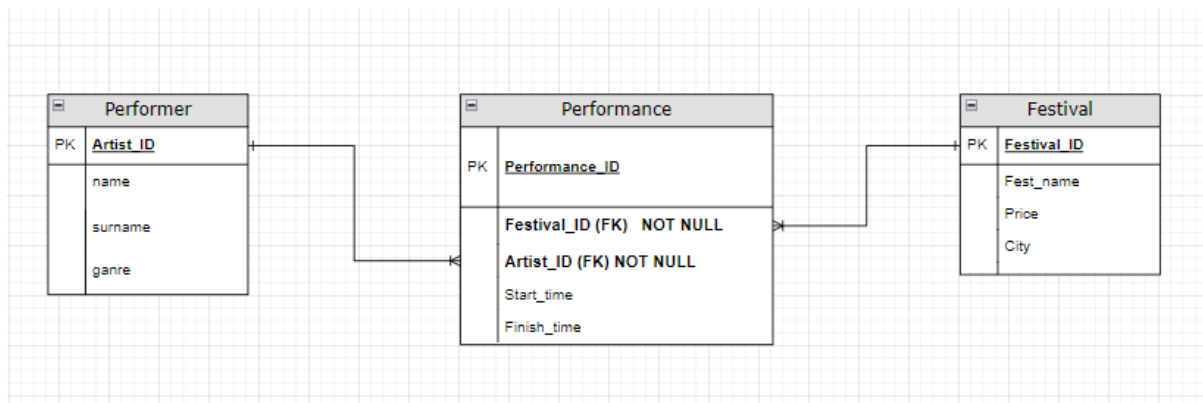 Performer
PK Artist_ID
name
surname
ganre
Performance
PK Performance_ID
Festival_ID (FK) NOT NULL
Artist_ID (FK) NOT NULL
Start_time
Finish_time
Festival
PK Festival_ID
Fest_name
Price
City